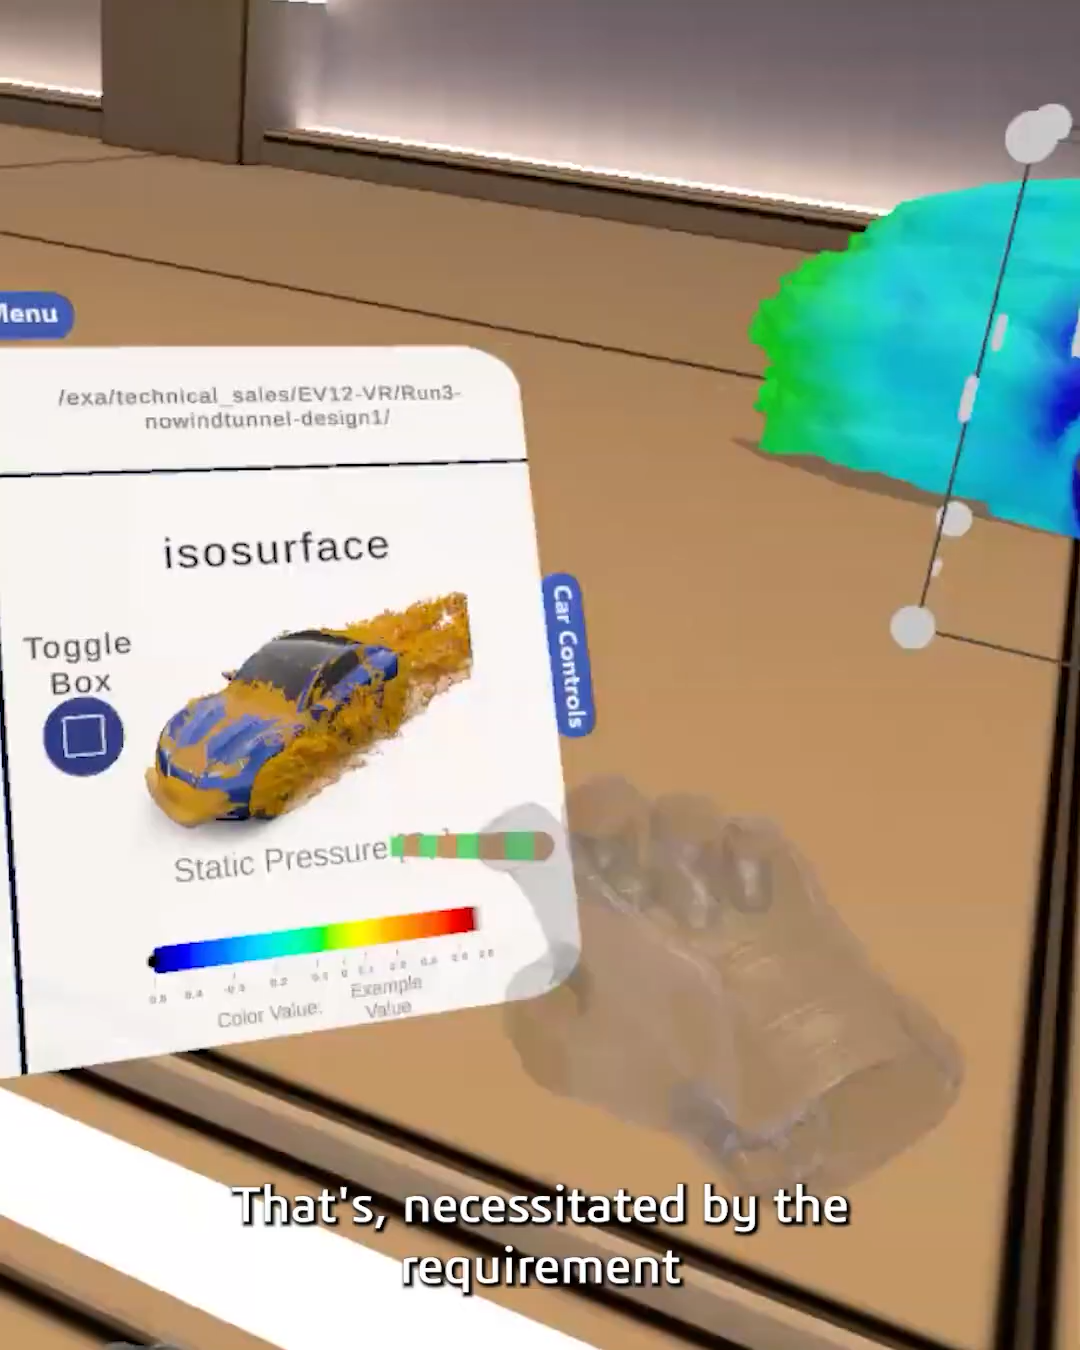 Menu
/exa/technical_sales/EV12-VR/Run3-
nowindtunnel-design1/
isosurface
Toggle
Box
Car Controls
Static Pressure
Color Value:
Example
Value
That's, necessitated by the
requirement